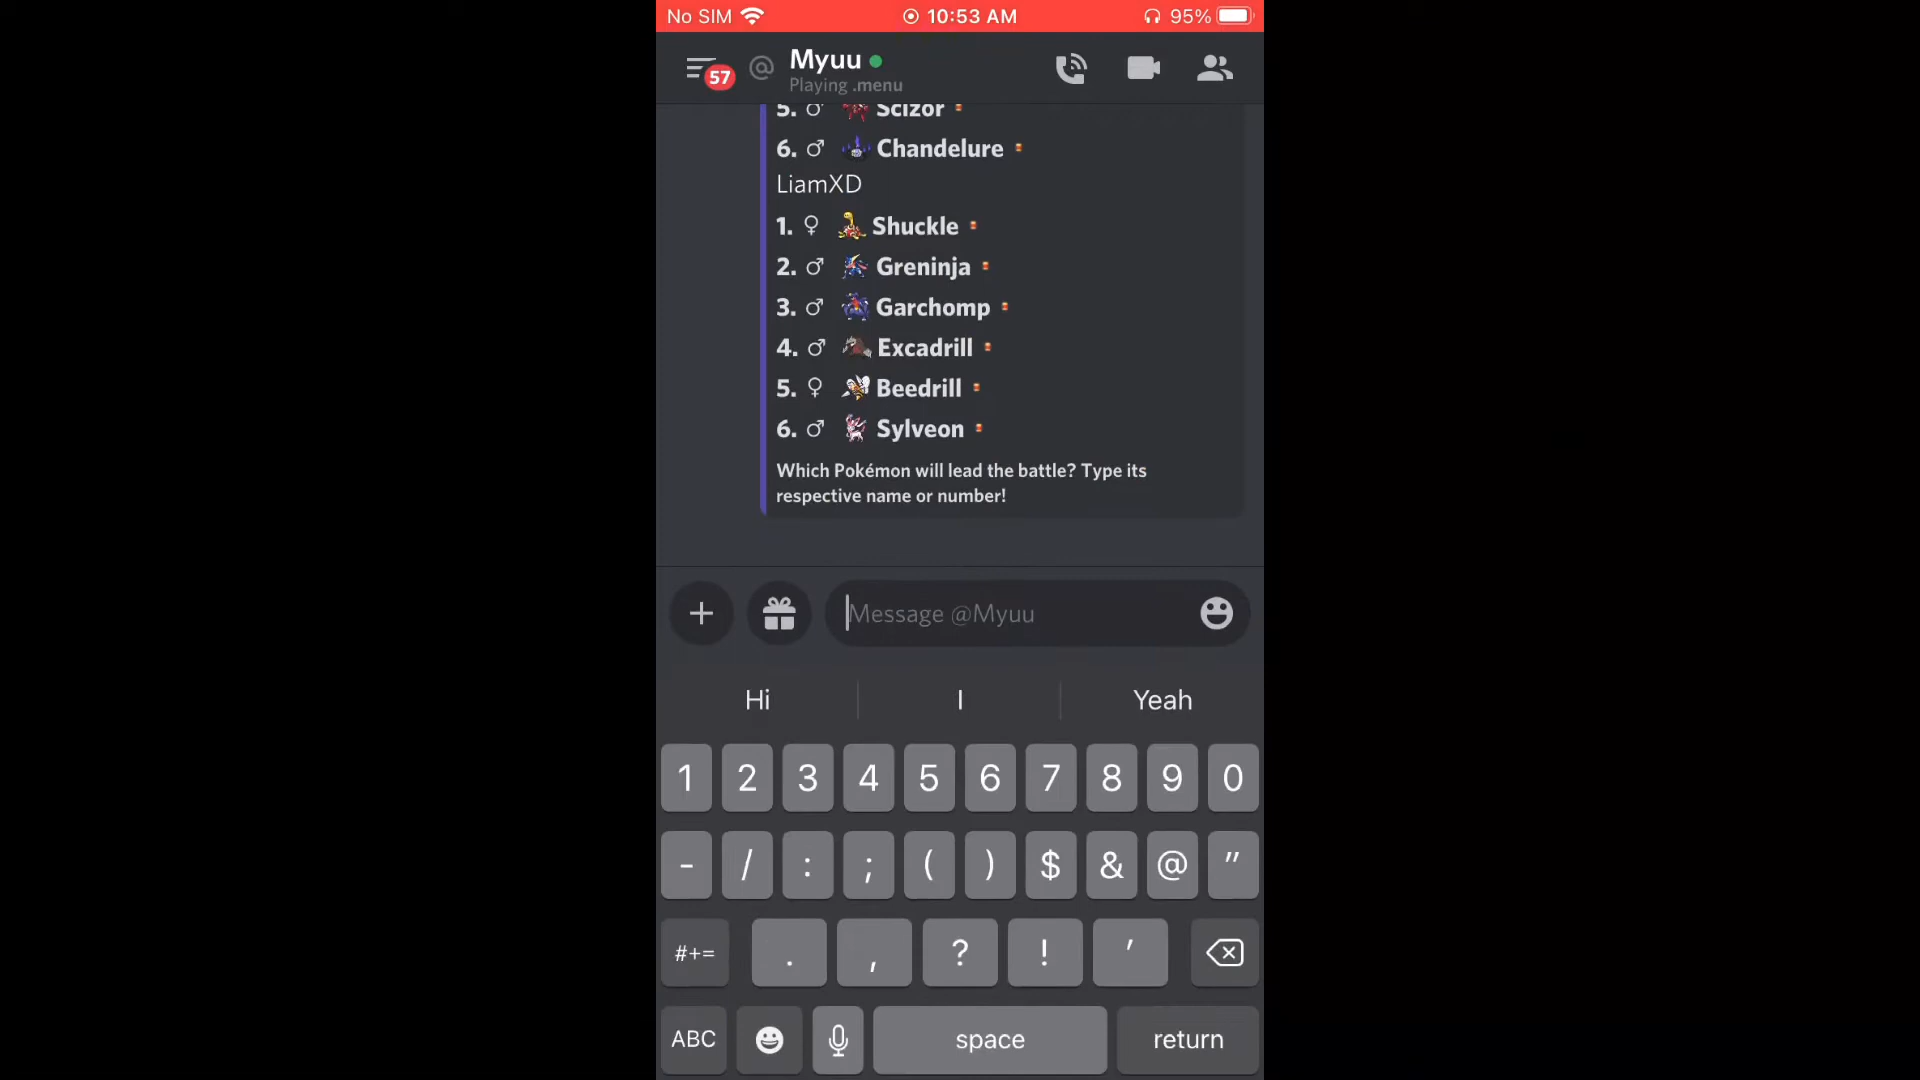 No SIM 10:53 AM 95%
57 @ Myuu
Playing .menu
5. ♂ Scizor
6. ♂ Chandelure
LiamXD
1. ♀ Shuckle
2. ♂ Greninja
3. ♂ Garchomp
4. ♂ Excadrill
5. ♀ Beedrill
6. ♂ Sylveon
Which Pokémon will lead the battle? Type its
respective name or number!
Message @Myuu
Hi I Yeah
1 2 3 4 5 6 7 8 9 0
- / : ; ( ) $ & @ "
#+= . , ? ! '
ABC space return